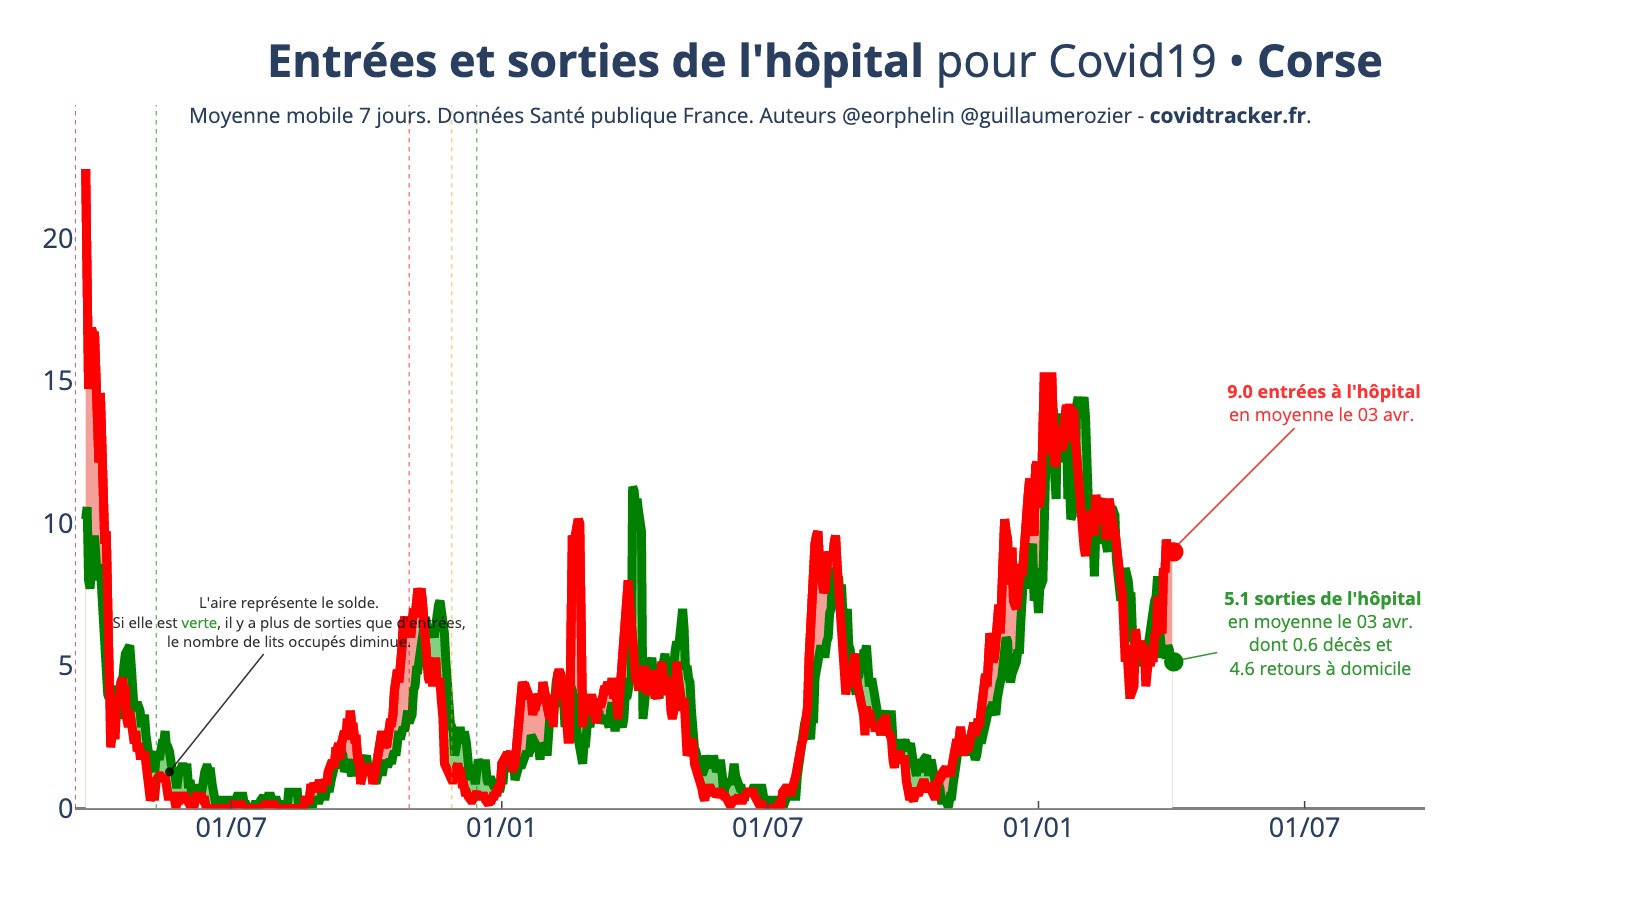 Entrées et sorties de l'hôpital pour Covid19 • Corse
Moyenne mobile 7 jours. Données Santé publique France. Auteurs @eorphelin @guillaumerozier - covidtracker.fr.
20
15
10
5
0
9.0 entrées à l'hôpital
en moyenne le 03 avr.
5.1 sorties de l'hôpital
en moyenne le 03 avr.
dont 0.6 décès et
4.6 retours à domicile
L'aire représente le solde.
Si elle est verte, il y a plus de sorties que d'entrées,
le nombre de lits occupés diminue.
01/07
01/01
01/07
01/01
01/07